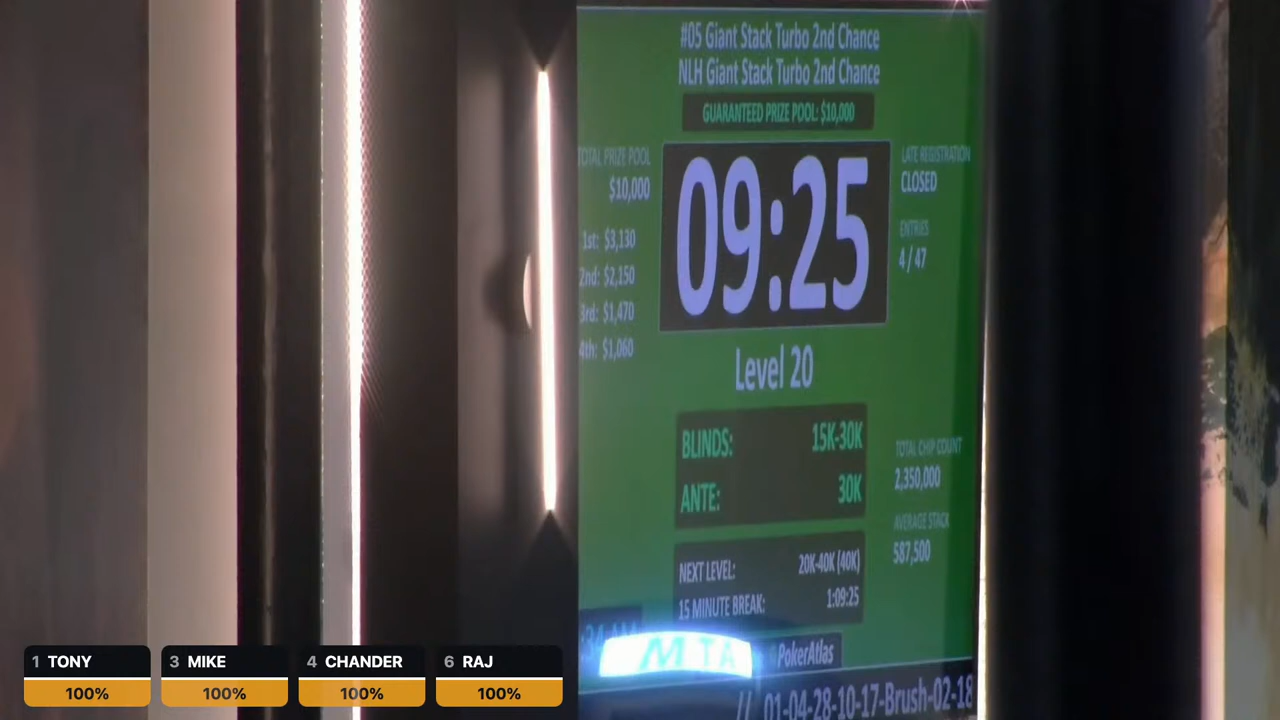 #05 Giant Stack Turbo 2nd Chance
NLH Giant Stack Turbo 2nd Chance
GUARANTEED PRIZE POOL: $10,000
TOTAL PRIZE POOL
$10,000
1st: $3,130
2nd: $2,150
3rd: $1,470
4th: $1,060
09:25
LATE REGISTRATION
CLOSED
ENTRIES
4 / 47
Level 20
BLINDS: 15K-30K
ANTE: 30K
TOTAL CHIP COUNT
2,350,000
AVERAGE STACK
587,500
NEXT LEVEL: 20K-40K (40K)
15 MINUTE BREAK: 1:09:25
PokerAtlas
// 01-04-28-10-17-Brush-02-18
1 TONY
100%
3 MIKE
100%
4 CHANDER
100%
6 RAJ
100%